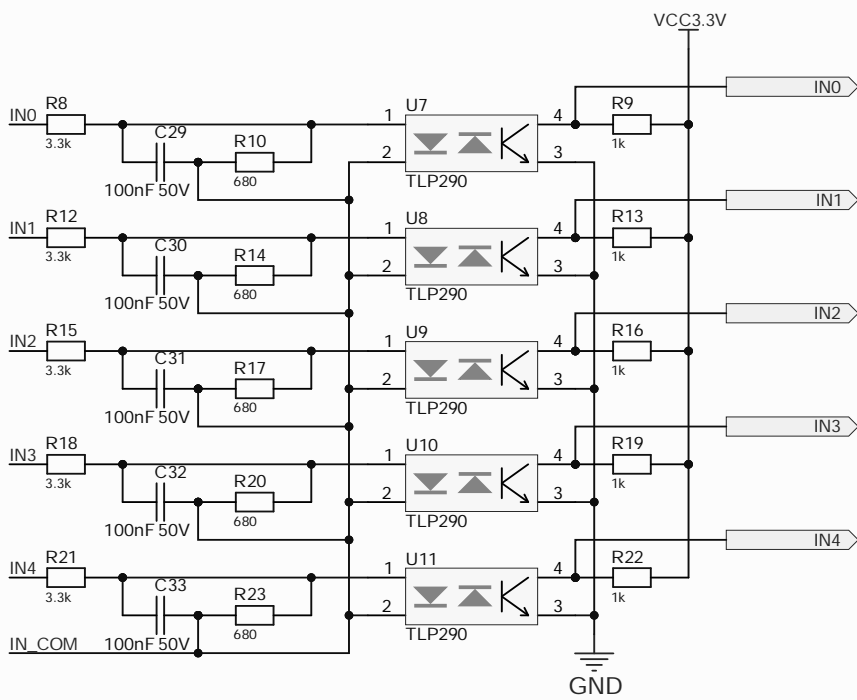 VCC3.3V
IN0
R8
3.3k
C29
100nF 50V
R10
680
U7
1
2
4
3
TLP290
R9
1k
IN0
IN1
R12
3.3k
C30
100nF 50V
R14
680
U8
1
2
4
3
TLP290
R13
1k
IN1
IN2
R15
3.3k
C31
100nF 50V
R17
680
U9
1
2
4
3
TLP290
R16
1k
IN2
IN3
R18
3.3k
C32
100nF 50V
R20
680
U10
1
2
4
3
TLP290
R19
1k
IN3
IN4
R21
3.3k
C33
100nF 50V
R23
680
U11
1
2
4
3
TLP290
R22
1k
IN4
IN_COM
GND